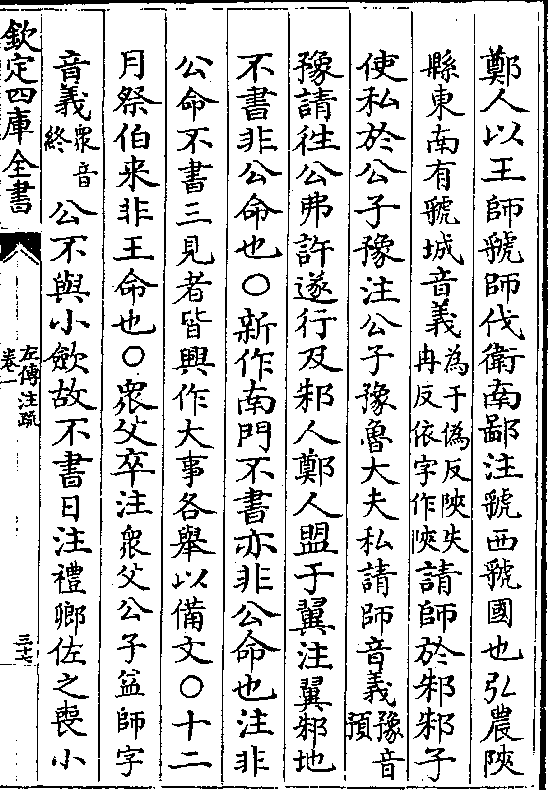 鄭人以王師虢師伐衛南鄙注虢西虢國也弘農陝
縣東南有虢城音義為于偽反陝失冉反依字作陜請師於邾邾子
使私於公子豫注公子豫魯大夫私請師音義豫音預
豫請往公弗許遂行及邾人鄭人盟于翼注翼邾地
不書非公命也○新作南門不書亦非公命也注非
公命不書三見者皆興作大事各舉以備文○十二
月祭伯来非王命也○衆父卒注衆父公子益師字
音義衆音終公不與小斂故不書日注禮卿佐之喪小
欽定四庫全書
左傳注疏
卷一
三十七